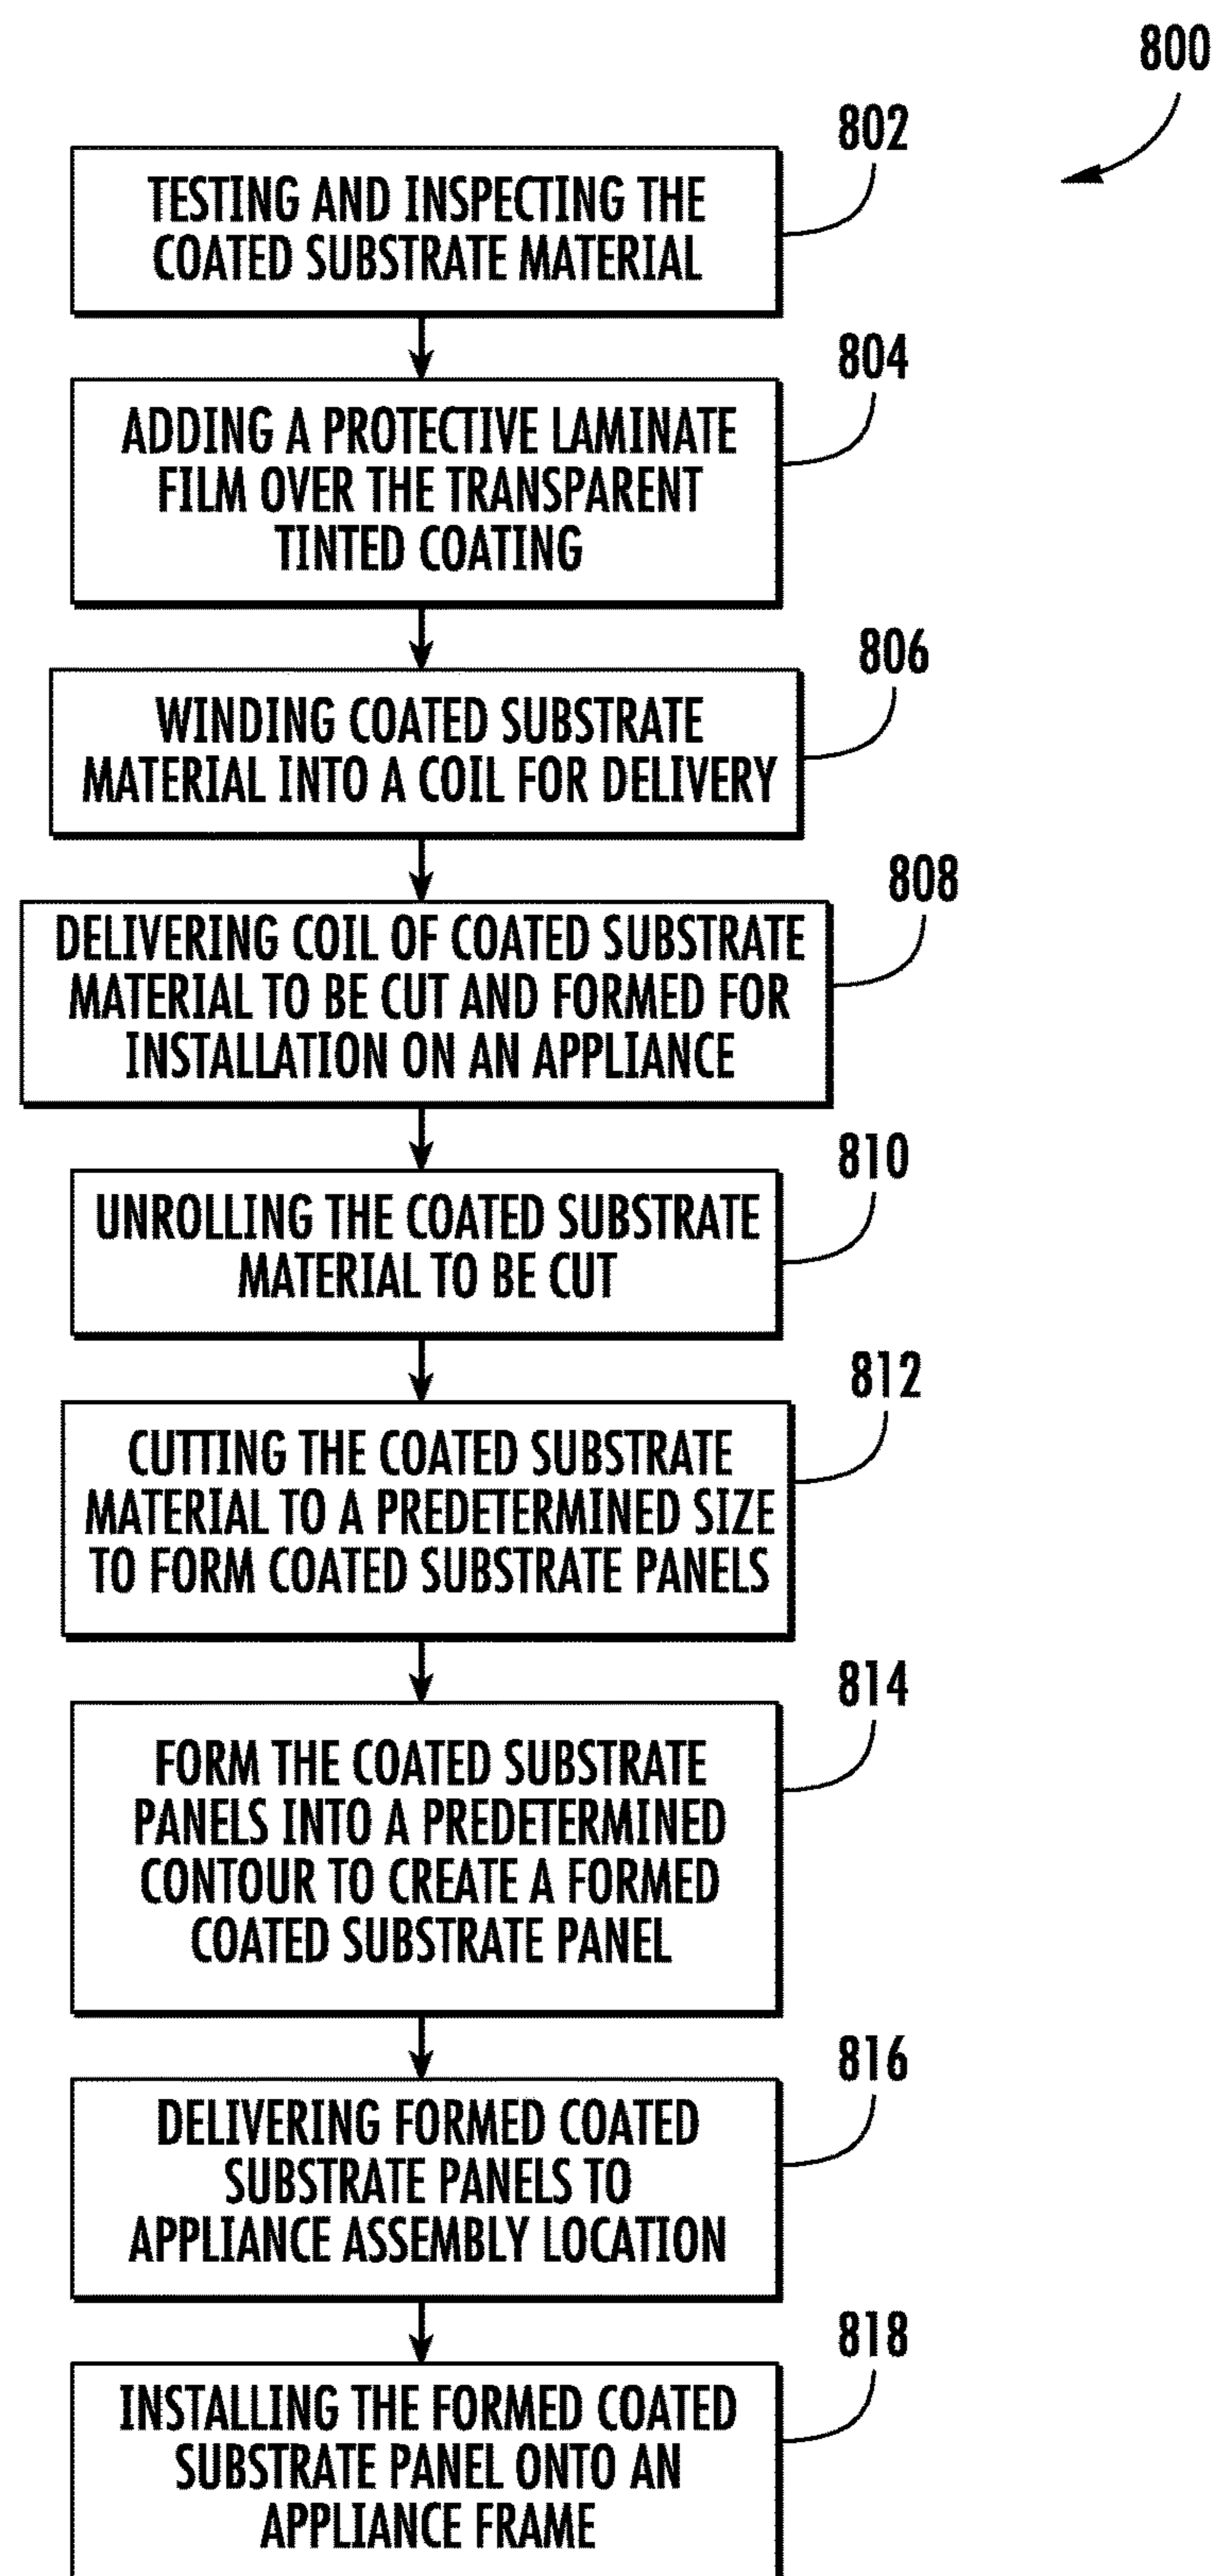 800
802
TESTING AND INSPECTING THE
COATED SUBSTRATE MATERIAL
804
ADDING A PROTECTIVE LAMINATE
FILM OVER THE TRANSPARENT
TINTED COATING
806
WINDING COATED SUBSTRATE
MATERIAL INTO A COIL FOR DELIVERY
808
DELIVERING COIL OF COATED SUBSTRATE
MATERIAL TO BE CUT AND FORMED FOR
INSTALLATION ON AN APPLIANCE
810
UNROLLING THE COATED SUBSTRATE
MATERIAL TO BE CUT
812
CUTTING THE COATED SUBSTRATE
MATERIAL TO A PREDETERMINED SIZE
TO FORM COATED SUBSTRATE PANELS
814
FORM THE COATED SUBSTRATE
PANELS INTO A PREDETERMINED
CONTOUR TO CREATE A FORMED
COATED SUBSTRATE PANEL
816
DELIVERING FORMED COATED
SUBSTRATE PANELS TO
APPLIANCE ASSEMBLY LOCATION
818
INSTALLING THE FORMED COATED
SUBSTRATE PANEL ONTO AN
APPLIANCE FRAME